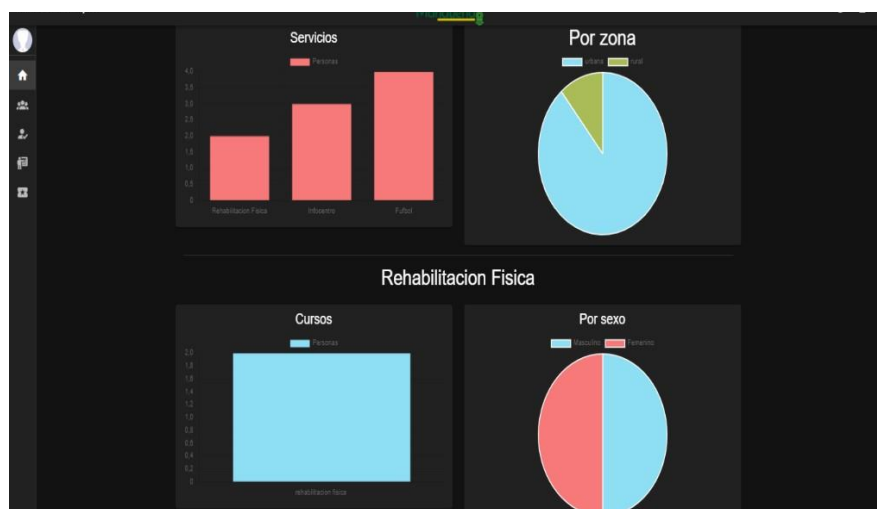 Servicios
Personas
4,0
3,5
3,0
2,5
2,0
1,5
1,0
0,5
0
Rehabilitacion Fisica
Infocentro
Futbol
Por zona
urbana
rural
Rehabilitacion Fisica
Cursos
Personas
2,0
1,8
1,6
1,4
1,2
1,0
0,8
0,6
0,4
0,2
0
rehabilitacion fisica
Por sexo
Masculino
Femenino